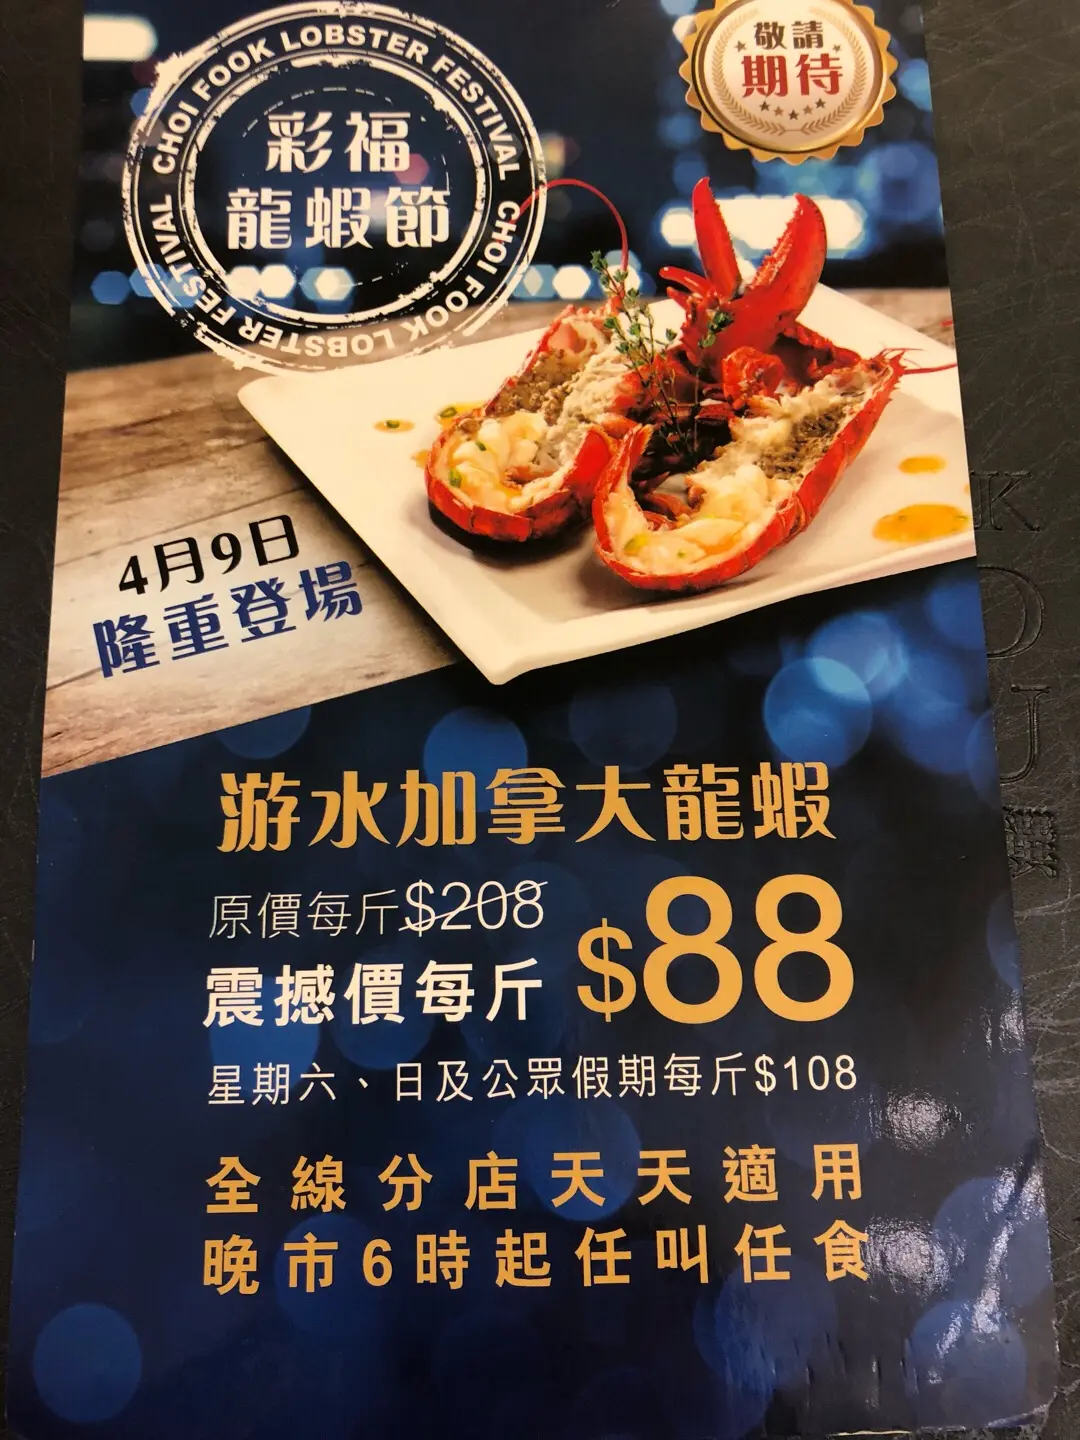 CHOI FOOK LOBSTER FESTIVAL CHOI FOOK LOBSTER FESTIVAL
彩福
龍蝦節
敬請
期待
4月9日
隆重登場
游水加拿大龍蝦
原價每斤$208
震撼價每斤 $88
星期六、日及公眾假期每斤$108
全線分店天天適用
晚市6時起任叫任食